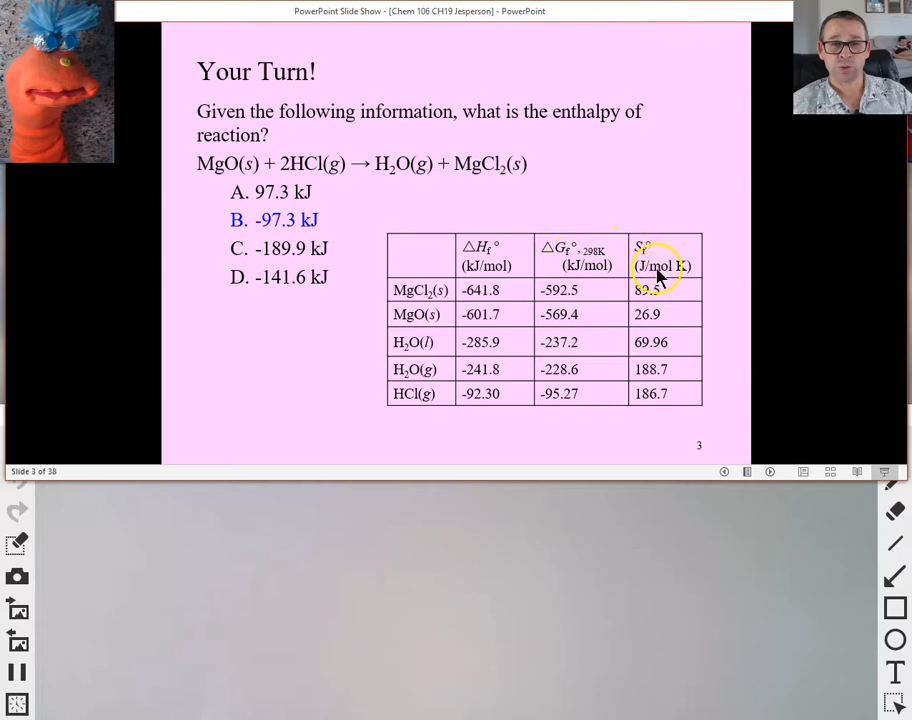 PowerPoint Slide Show - [Chem 106 CH19 Jesperson] - PowerPoint
Your Turn!
Given the following information, what is the enthalpy of
reaction?
MgO(s) + 2HCl(g) → H₂O(g) + MgCl₂(s)
A. 97.3 kJ
B. -97.3 kJ
C. -189.9 kJ
D. -141.6 kJ
△Hf° (kJ/mol) △Gf°, 298K (kJ/mol) S° (J/mol K)
MgCl₂(s) -641.8 -592.5 89.5
MgO(s) -601.7 -569.4 26.9
H₂O(l) -285.9 -237.2 69.96
H₂O(g) -241.8 -228.6 188.7
HCl(g) -92.30 -95.27 186.7
3
Slide 3 of 38
T